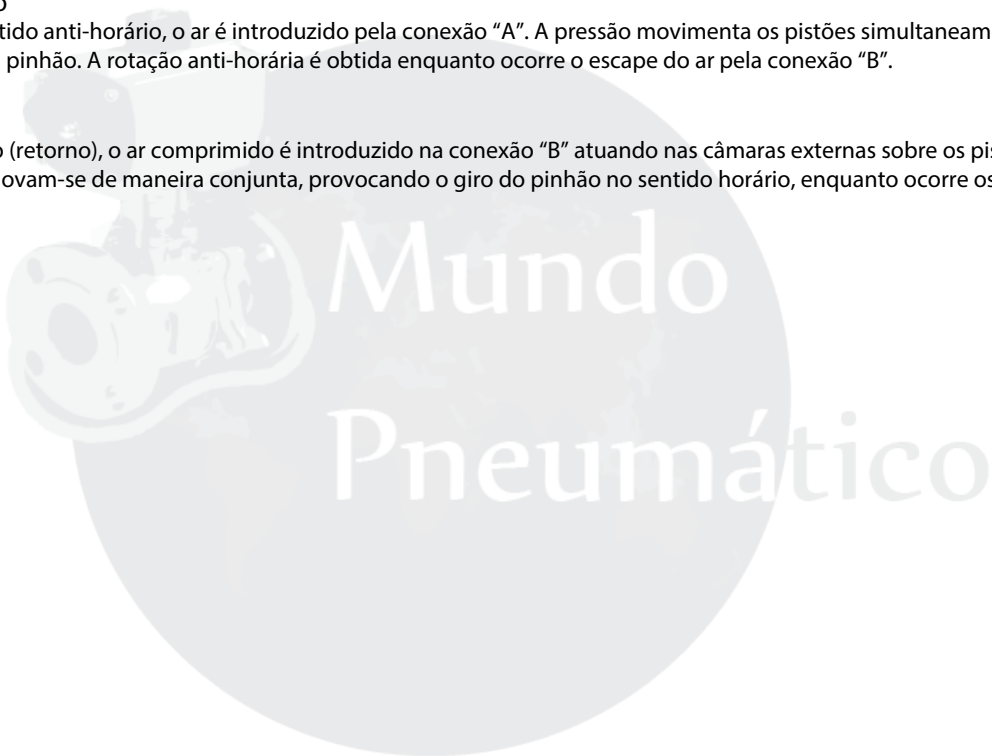 tido anti-horário, o ar é introduzido pela conexão “A”. A pressão movimenta os pistões simultaneam
pinhão. A rotação anti-horária é obtida enquanto ocorre o escape do ar pela conexão “B”.
(retorno), o ar comprimido é introduzido na conexão “B” atuando nas câmaras externas sobre os pis
ovam-se de maneira conjunta, provocando o giro do pinhão no sentido horário, enquanto ocorre os
Mundo
Pneumático